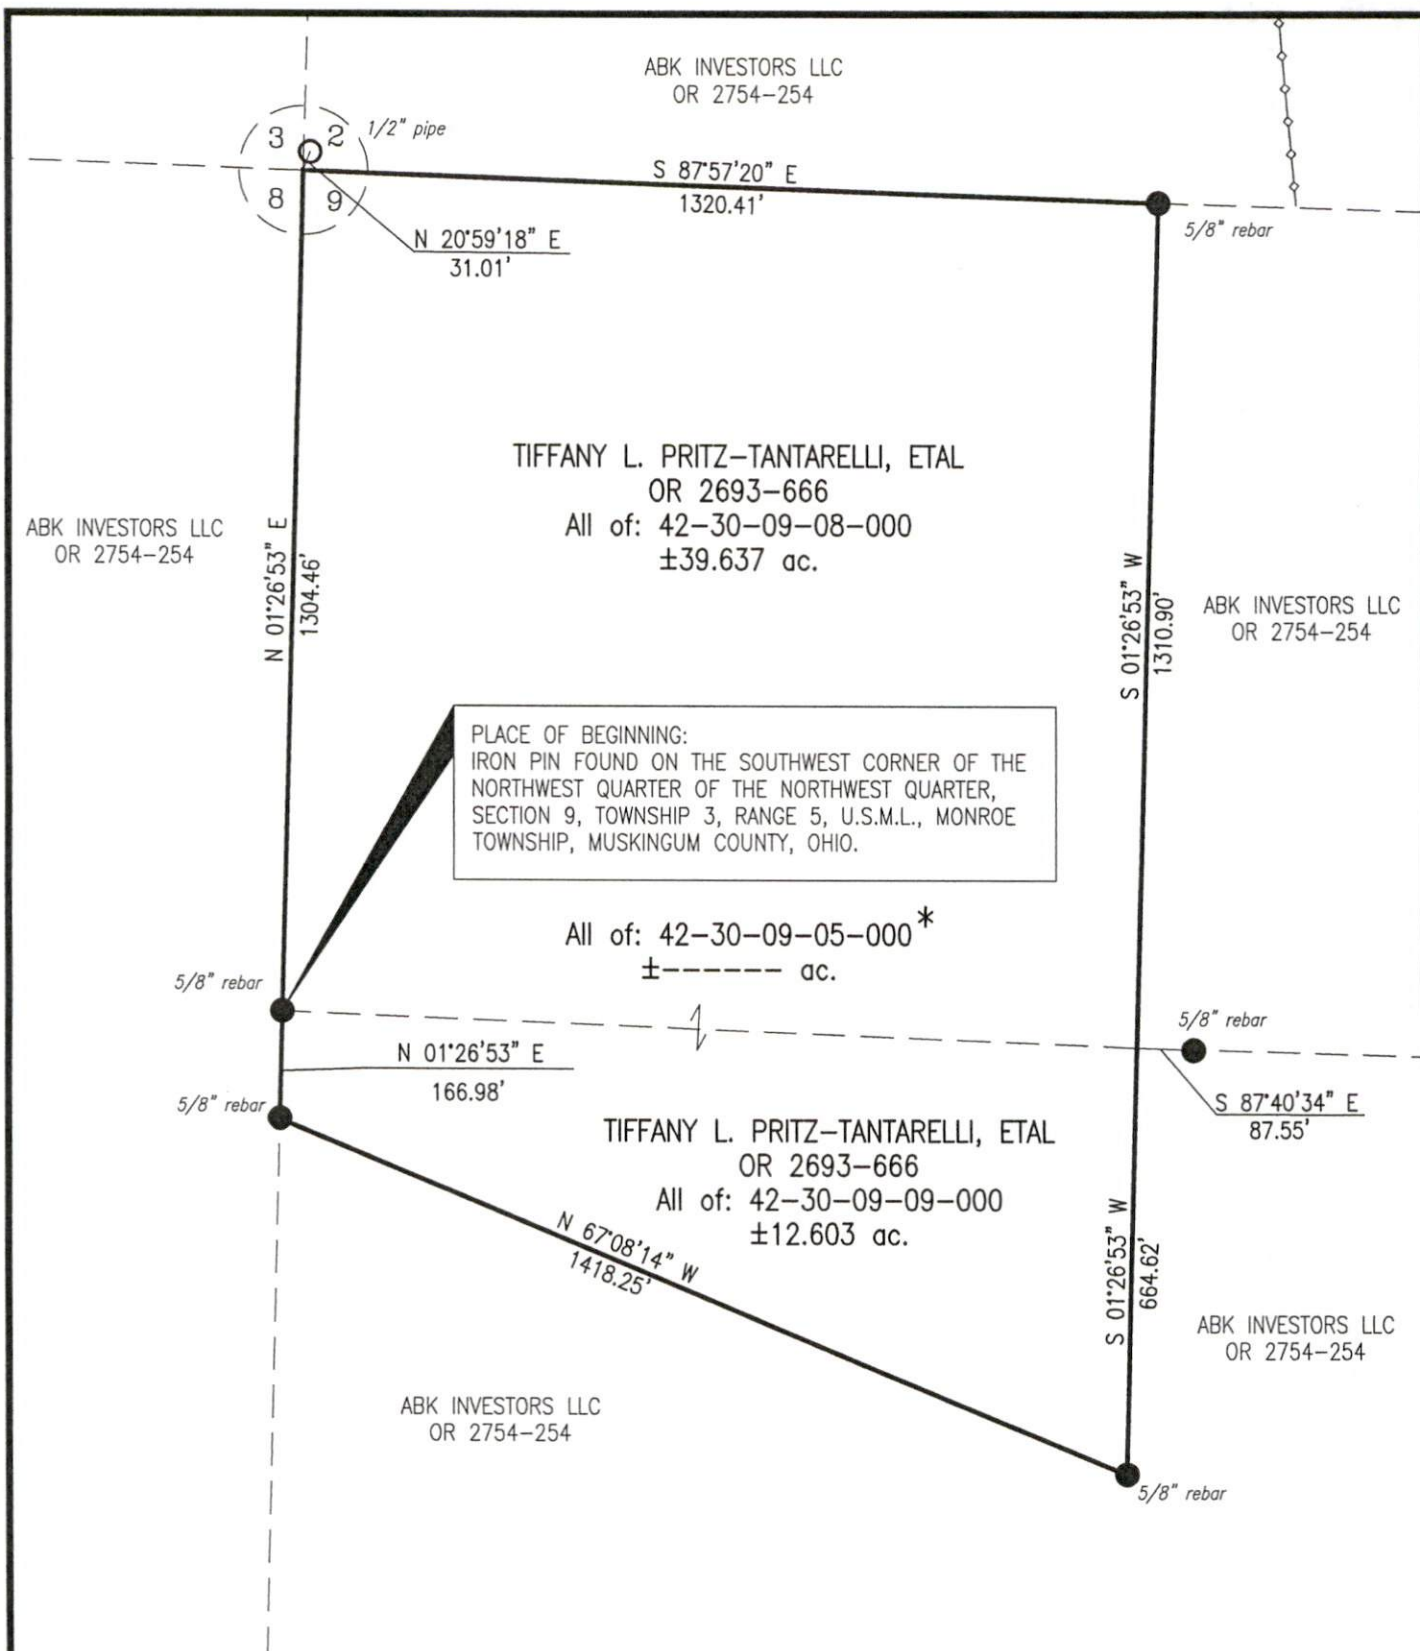 ABK INVESTORS LLC
OR 2754-254
3 2
8 9
1/2" pipe
S 87°57'20" E
1320.41'
N 20°59'18" E
31.01'
5/8" rebar
TIFFANY L. PRITZ-TANTARELLI, ETAL
OR 2693-666
All of: 42-30-09-08-000
±39.637 ac.
ABK INVESTORS LLC
OR 2754-254
N 01°26'53" E
1304.46'
S 01°26'53" W
1310.90'
ABK INVESTORS LLC
OR 2754-254
PLACE OF BEGINNING:
IRON PIN FOUND ON THE SOUTHWEST CORNER OF THE
NORTHWEST QUARTER OF THE NORTHWEST QUARTER,
SECTION 9, TOWNSHIP 3, RANGE 5, U.S.M.L., MONROE
TOWNSHIP, MUSKINGUM COUNTY, OHIO.
All of: 42-30-09-05-000*
±------ ac.
5/8" rebar
5/8" rebar
N 01°26'53" E
166.98'
5/8" rebar
S 87°40'34" E
87.55'
TIFFANY L. PRITZ-TANTARELLI, ETAL
OR 2693-666
All of: 42-30-09-09-000
±12.603 ac.
N 67°08'14" W
1418.25'
S 01°26'53" W
664.62'
ABK INVESTORS LLC
OR 2754-254
ABK INVESTORS LLC
OR 2754-254
5/8" rebar